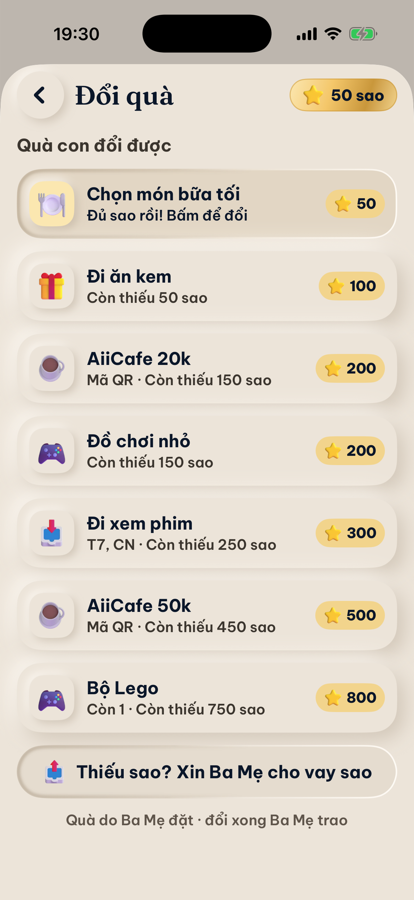 19:30
Đổi quà
50 sao
Quà con đổi được
Chọn món bữa tối
Đủ sao rồi! Bấm để đổi
50
Đi ăn kem
Còn thiếu 50 sao
100
AiiCafe 20k
Mã QR · Còn thiếu 150 sao
200
Đồ chơi nhỏ
Còn thiếu 150 sao
200
Đi xem phim
T7, CN · Còn thiếu 250 sao
300
AiiCafe 50k
Mã QR · Còn thiếu 450 sao
500
Bộ Lego
Còn 1 · Còn thiếu 750 sao
800
Thiếu sao? Xin Ba Mẹ cho vay sao
Quà do Ba Mẹ đặt · đổi xong Ba Mẹ trao